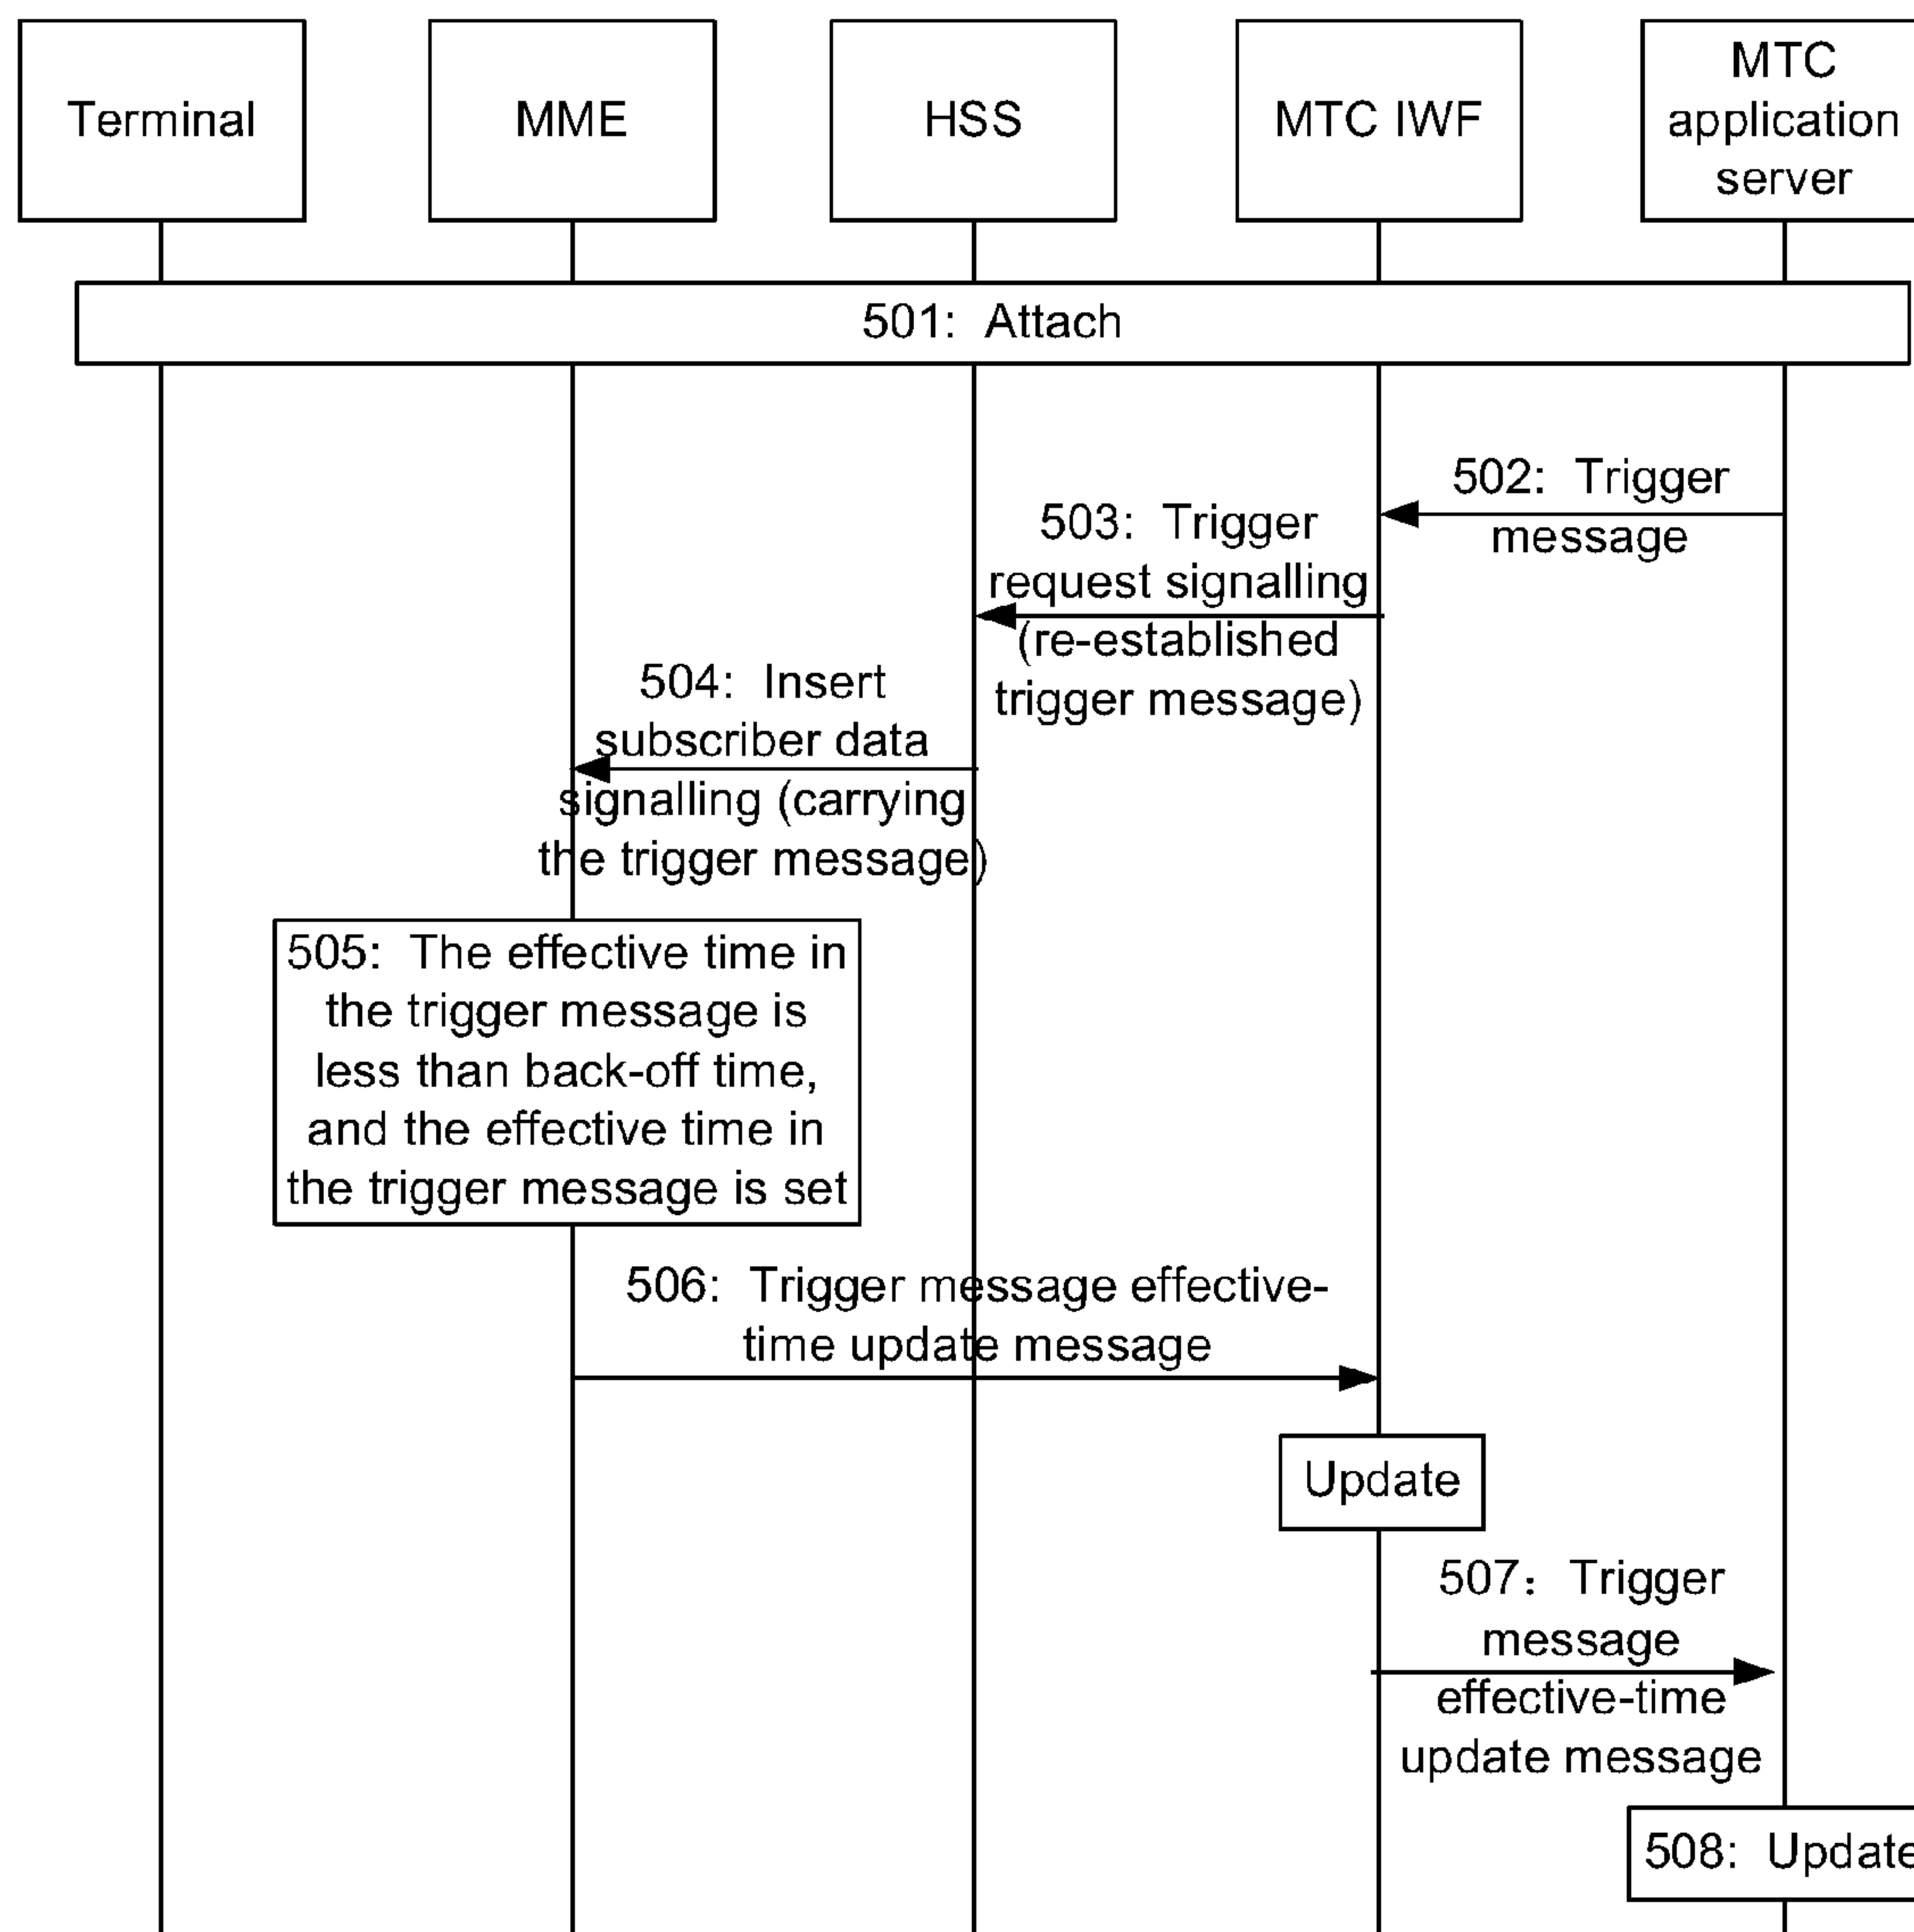 Terminal
MME
HSS
MTC IWF
MTC
application
server
501: Attach
502: Trigger
message
503: Trigger
request signalling
(re-established
trigger message)
504: Insert
subscriber data
signalling (carrying
the trigger message)
505: The effective time in
the trigger message is
less than back-off time,
and the effective time in
the trigger message is set
506: Trigger message effective-
time update message
Update
507: Trigger
message
effective-time
update message
508: Update